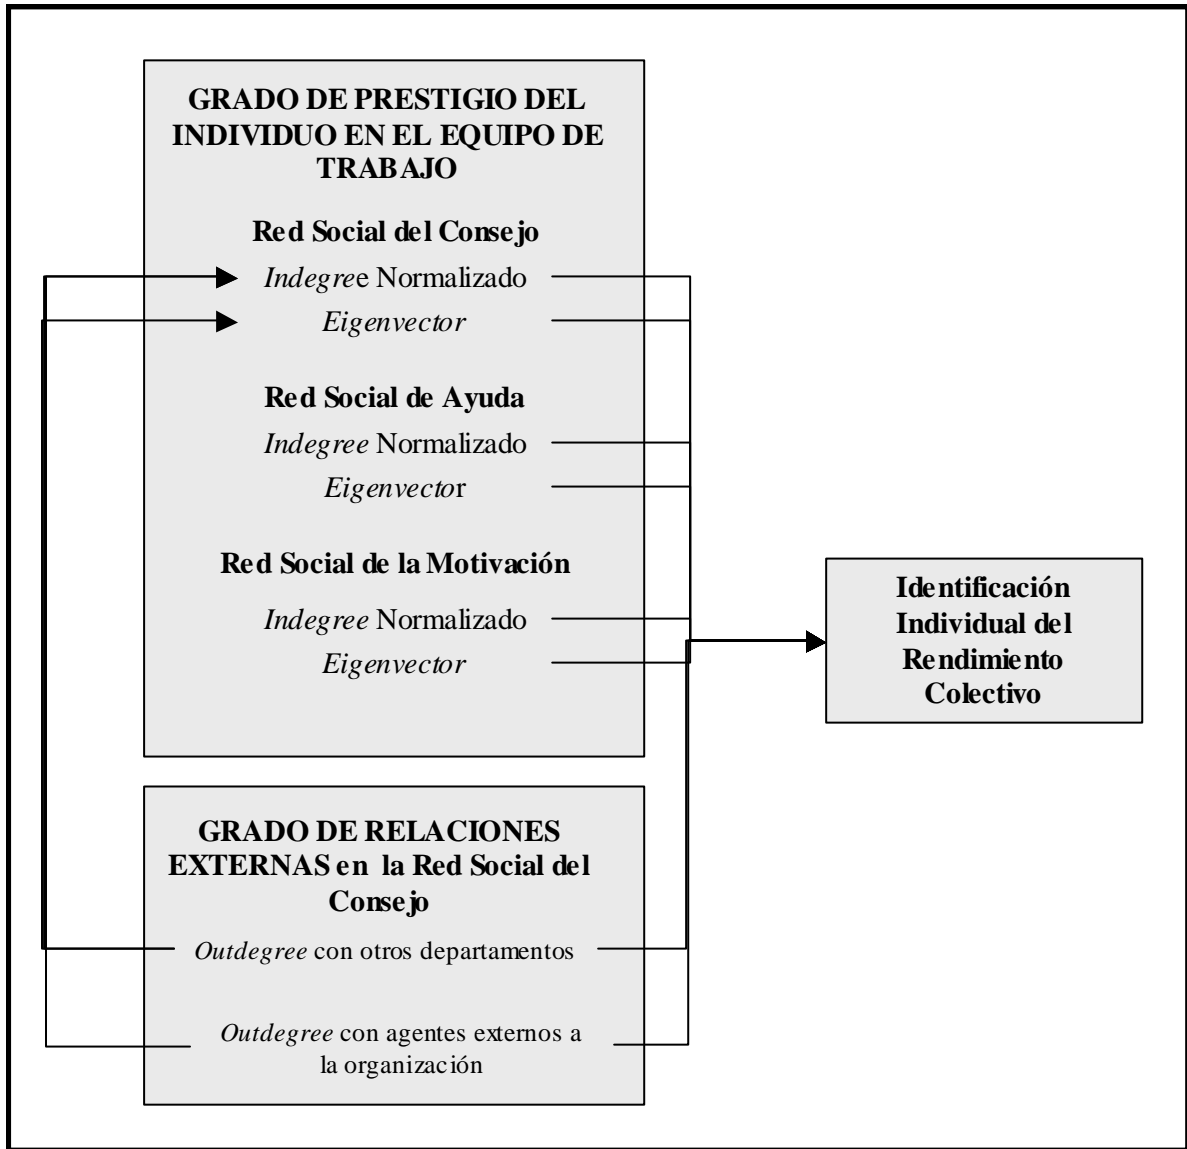 GRADO DE PRESTIGIO DEL
INDIVIDUO EN EL EQUIPO DE
TRABAJO
Red Social del Consejo
Indegree Normalizado
Eigenvector
Red Social de Ayuda
Indegree Normalizado
Eigenvector
Red Social de la Motivación
Indegree Normalizado
Eigenvector
Identificación
Individual del
Rendimiento
Colectivo
GRADO DE RELACIONES
EXTERNAS en la Red Social del
Consejo
Outdegree con otros departamentos
Outdegree con agentes externos a
la organización